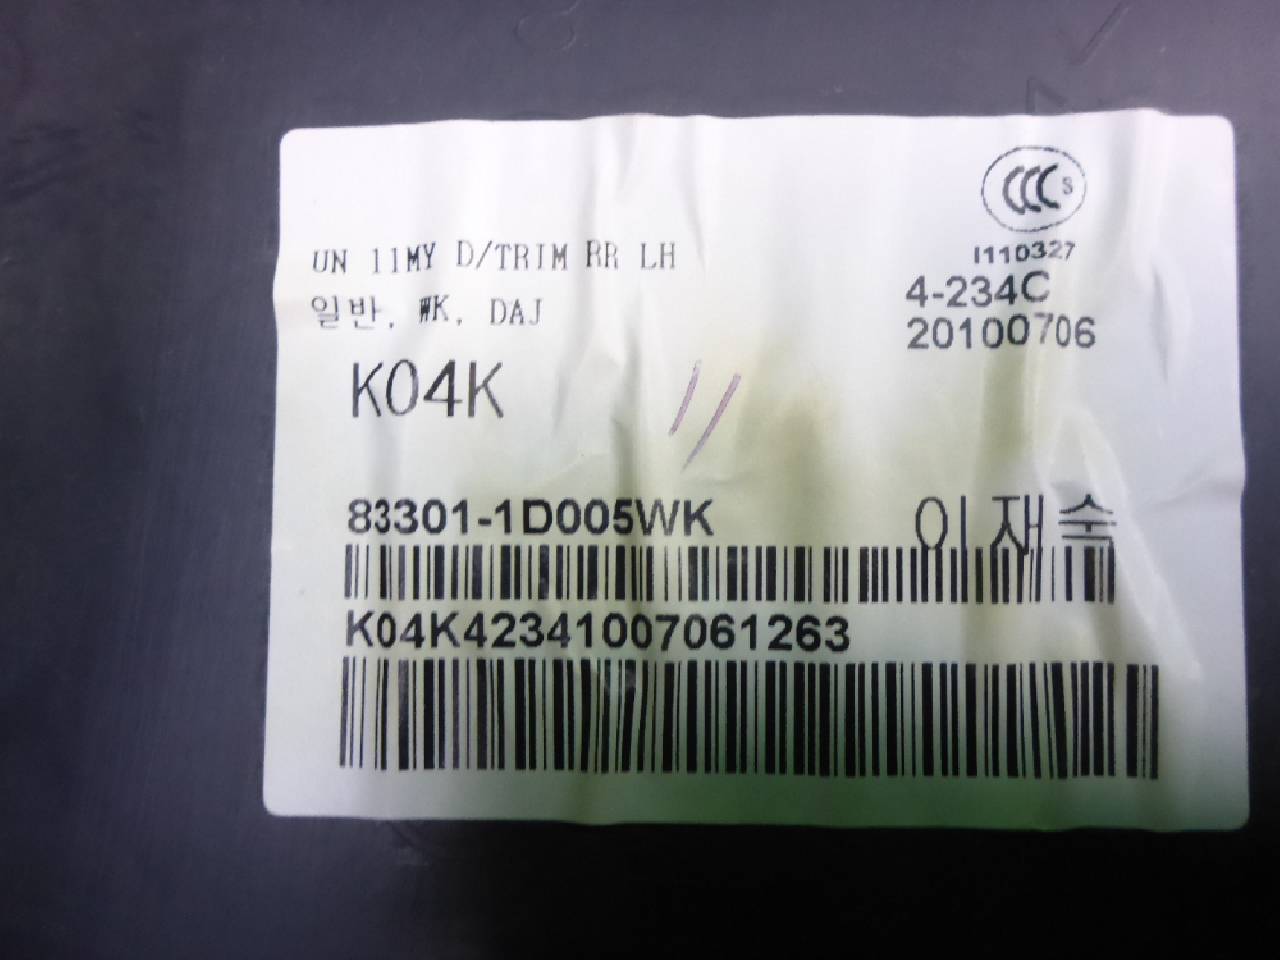 CCC S
I110327
UN 11MY D/TRIM RR LH
일반, WK, DAJ
4-234C
20100706
K04K
83301-1D005WK
이재숙
K04K42341007061263